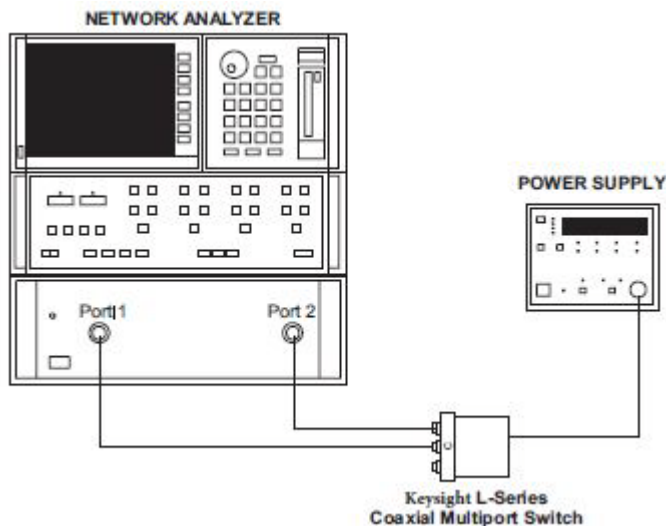 NETWORK ANALYZER
POWER SUPPLY
Port 1
Port 2
Keysight L-Series
Coaxial Multiport Switch